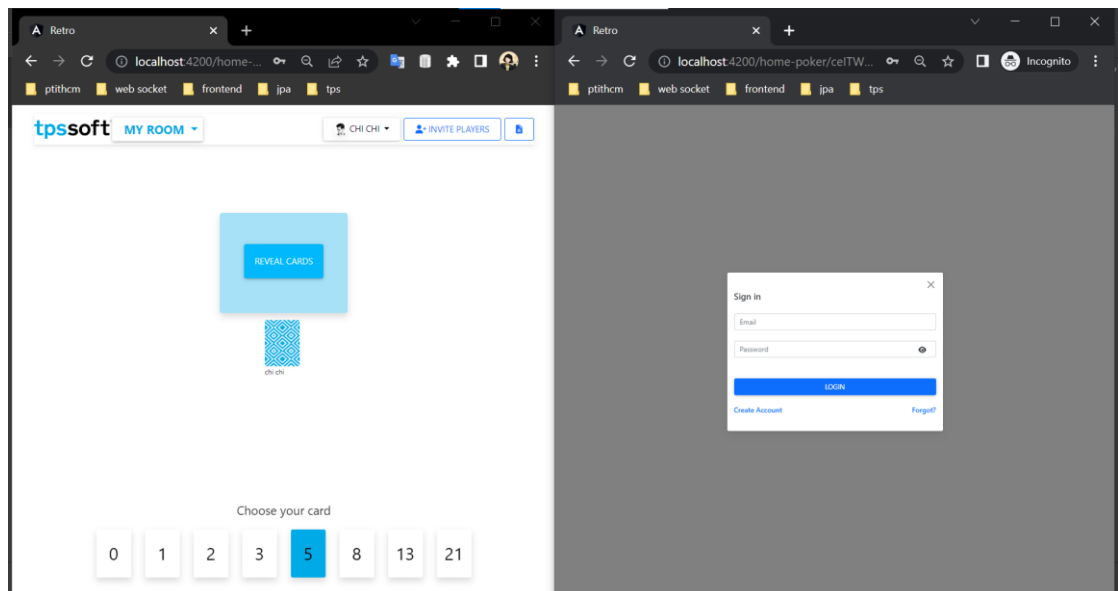 Retro
localhost:4200/home-...
ptithcm web socket frontend jpa tps
tpssoft MY ROOM CHI CHI INVITE PLAYERS
REVEAL CARDS
chi chi
Choose your card
0 1 2 3 5 8 13 21
Retro
localhost:4200/home-poker/ceITW... Incognito
ptithcm web socket frontend jpa tps
Sign in
Email
Password
LOGIN
Create Account Forgot?